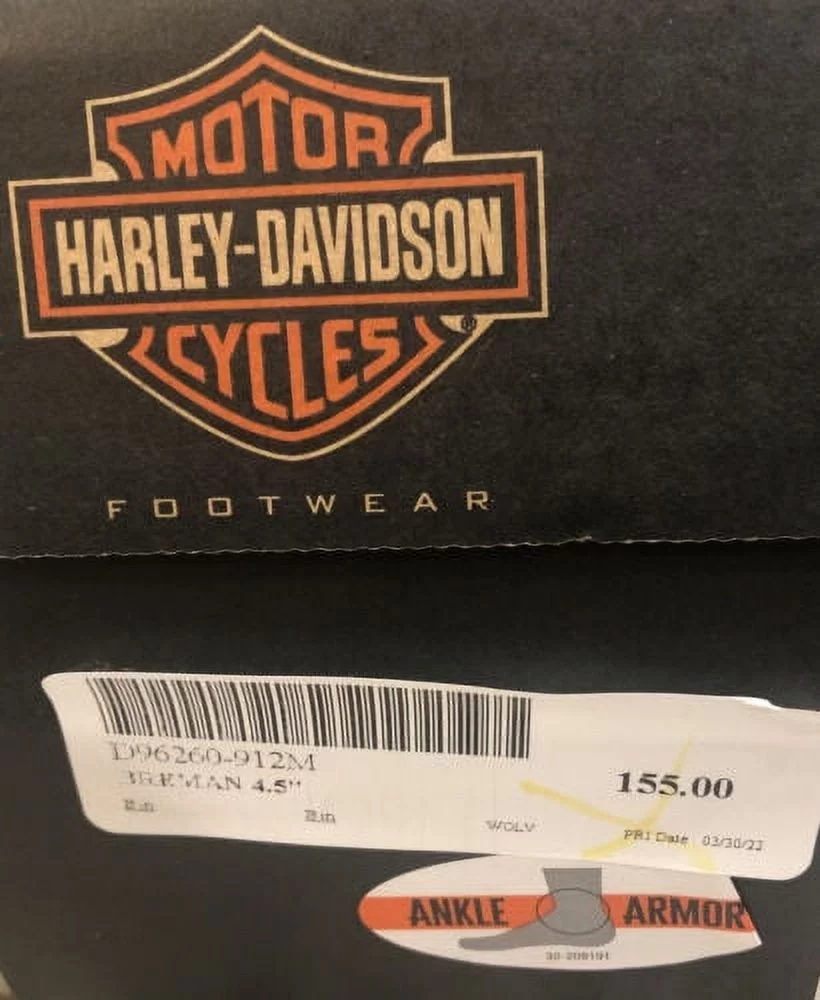 MOTOR
HARLEY-DAVIDSON
CYCLES
®
FOOTWEAR
D96260-912M
4.5"
155.00
WOLV
PRI Date 03/30/22
ANKLE ARMOR